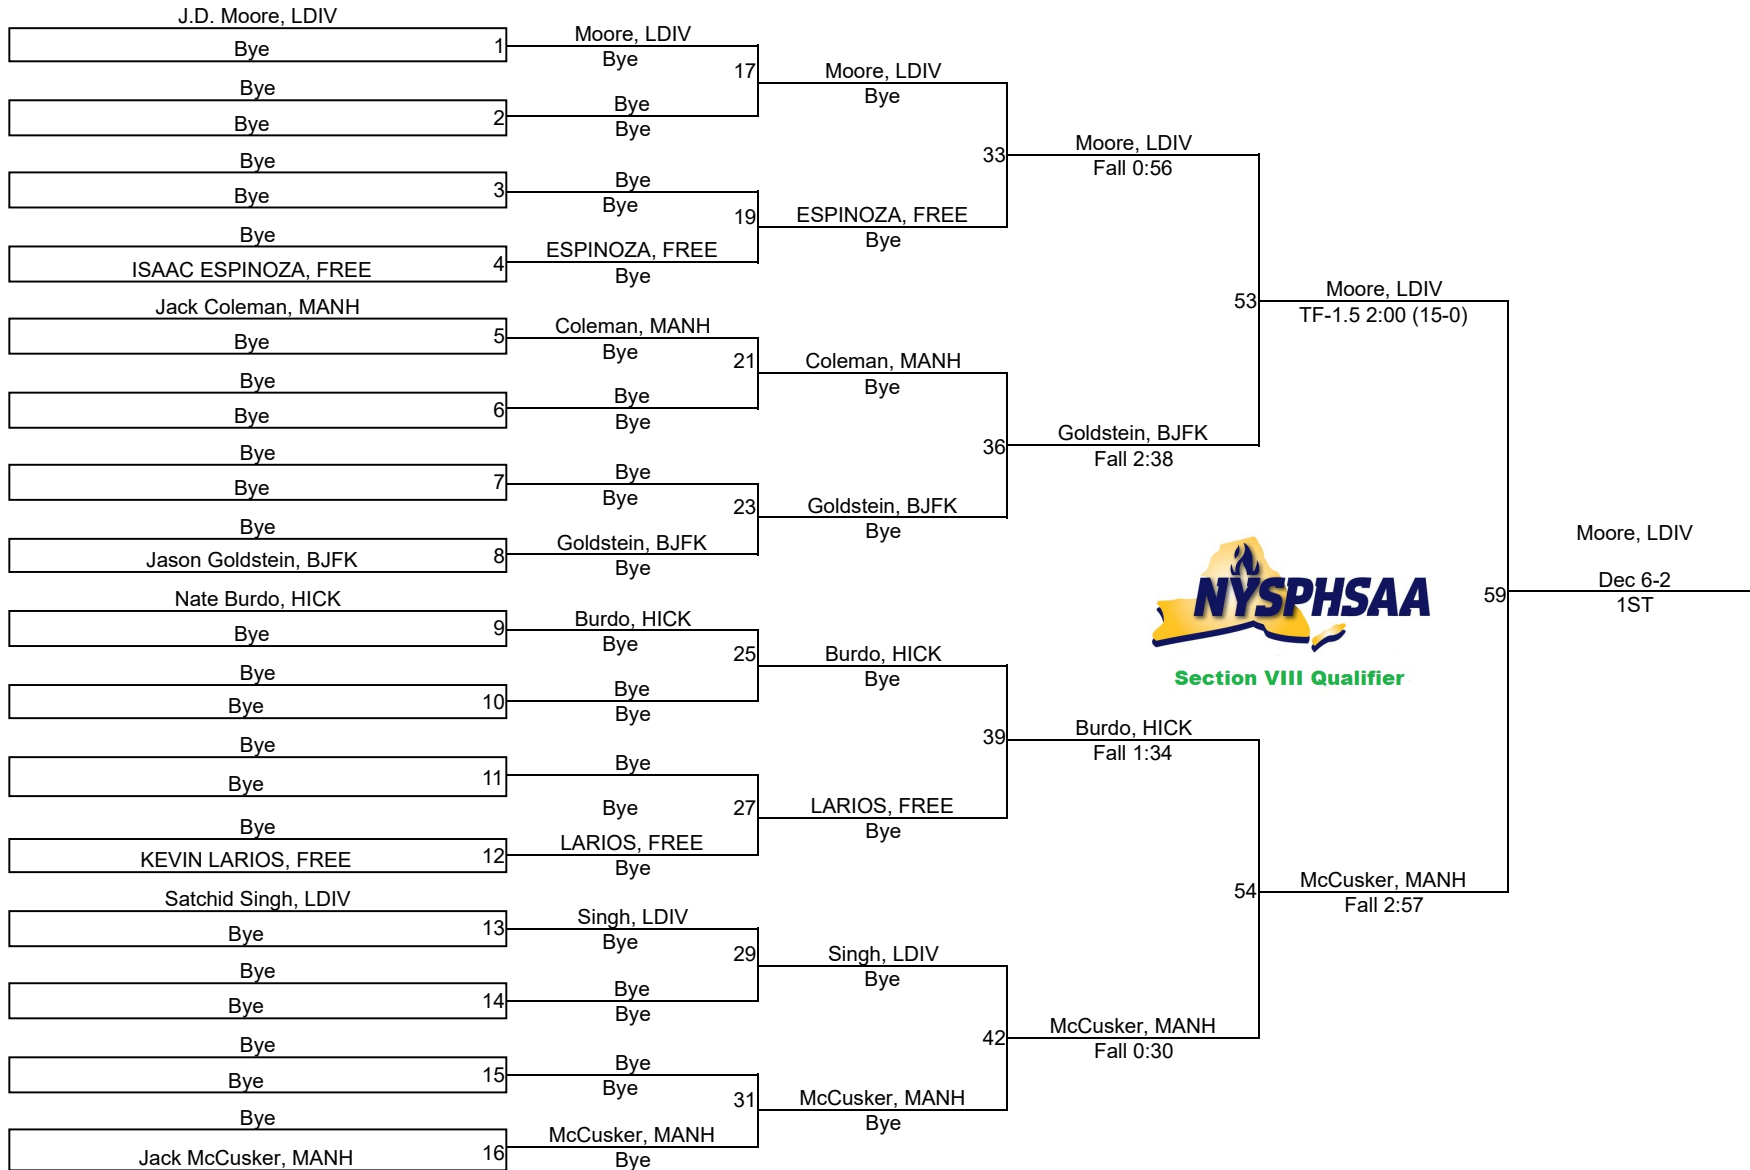 J.D. Moore, LDIV
Bye 1
Bye
Bye 2
Bye
Bye 3
Bye
ISAAC ESPINOZA, FREE 4
Jack Coleman, MANH
Bye 5
Bye
Bye 6
Bye
Bye 7
Bye
Jason Goldstein, BJFK 8
Nate Burdo, HICK
Bye 9
Bye
Bye 10
Bye
Bye 11
Bye
KEVIN LARIOS, FREE 12
Satchid Singh, LDIV
Bye 13
Bye
Bye 14
Bye
Bye 15
Bye
Jack McCusker, MANH 16
Moore, LDIV
Bye
17
Bye
Bye
Bye
Bye
19
ESPINOZA, FREE
Bye
Coleman, MANH
Bye
21
Bye
Bye
Bye
Bye
23
Goldstein, BJFK
Bye
Burdo, HICK
Bye
25
Bye
Bye
Bye
Bye
27
LARIOS, FREE
Bye
Singh, LDIV
Bye
29
Bye
Bye
Bye
Bye
31
McCusker, MANH
Bye
Moore, LDIV
Bye
33
ESPINOZA, FREE
Bye
Coleman, MANH
Bye
36
Goldstein, BJFK
Bye
Burdo, HICK
Bye
39
LARIOS, FREE
Bye
Singh, LDIV
Bye
42
McCusker, MANH
Bye
Moore, LDIV
Fall 0:56
53
Goldstein, BJFK
Fall 2:38
NYSPHSAA
Section VIII Qualifier
Burdo, HICK
Fall 1:34
54
McCusker, MANH
Fall 0:30
Moore, LDIV
TF-1.5 2:00 (15-0)
59
McCusker, MANH
Fall 2:57
Moore, LDIV
Dec 6-2
1ST